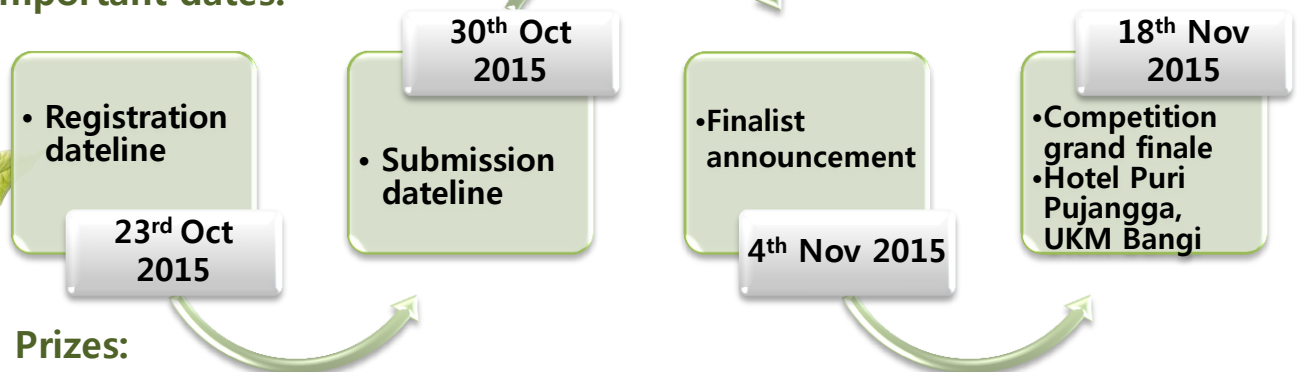 important dates:
• Registration
dateline
23rd Oct
2015
30th Oct
2015
• Submission
dateline
•Finalist
announcement
4th Nov 2015
18th Nov
2015
•Competition
grand finale
•Hotel Puri
Pujangga,
UKM Bangi
Prizes: